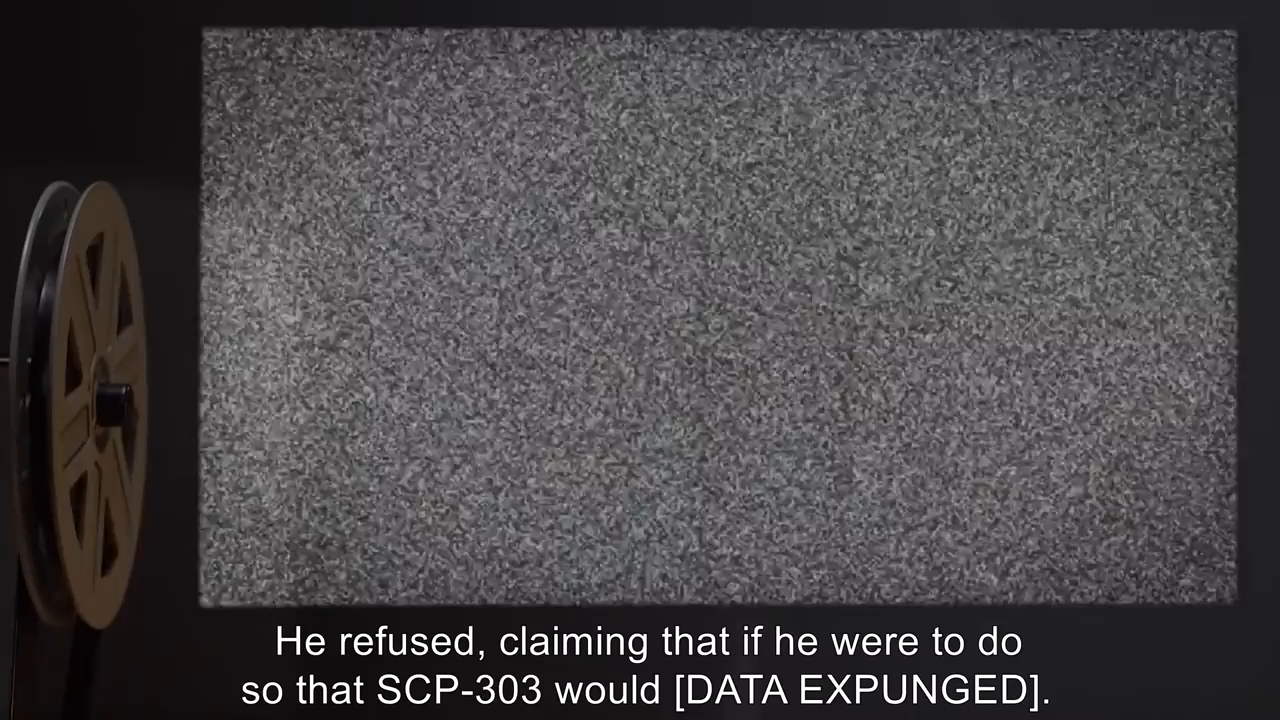 He refused, claiming that if he were to do
so that SCP-303 would [DATA EXPUNGED].